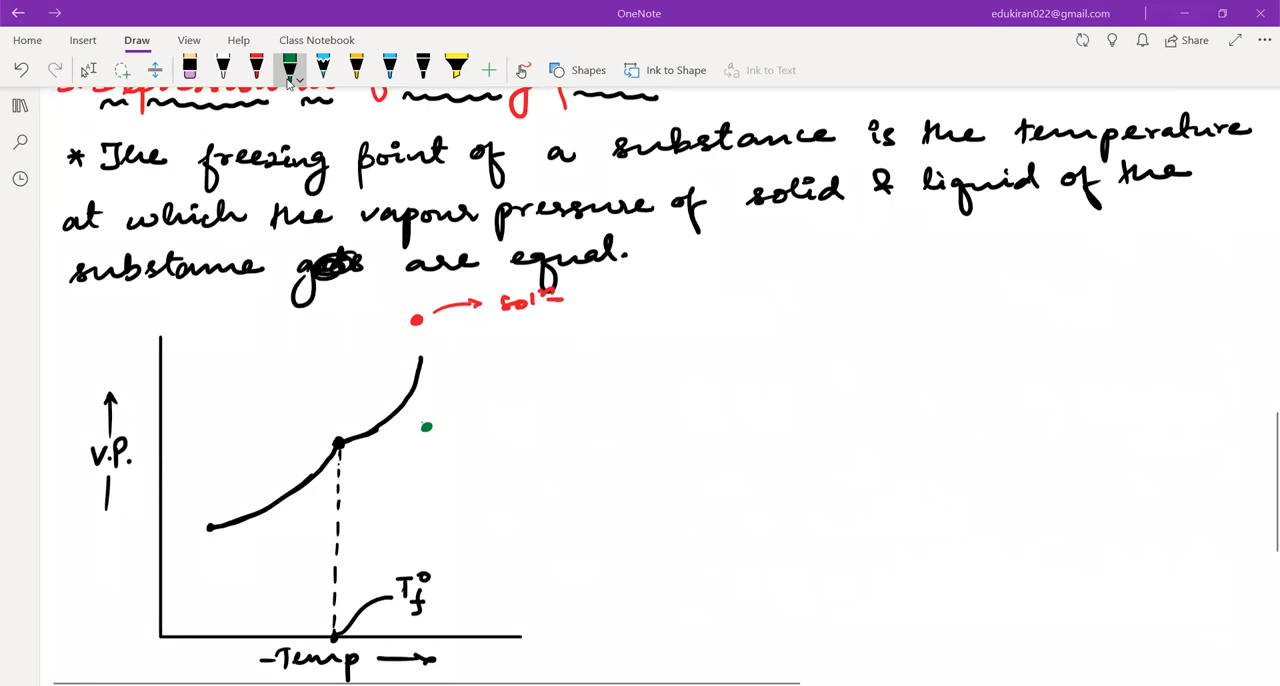 OneNote
edukiran022@gmail.com
Home Insert Draw View Help Class Notebook
Share
Shapes Ink to Shape Ink to Text
* The freezing point of a substance is the temperature
at which the vapour pressure of solid & liquid of the
substance are equal.
solⁿ
V.P.
T°f
Temp